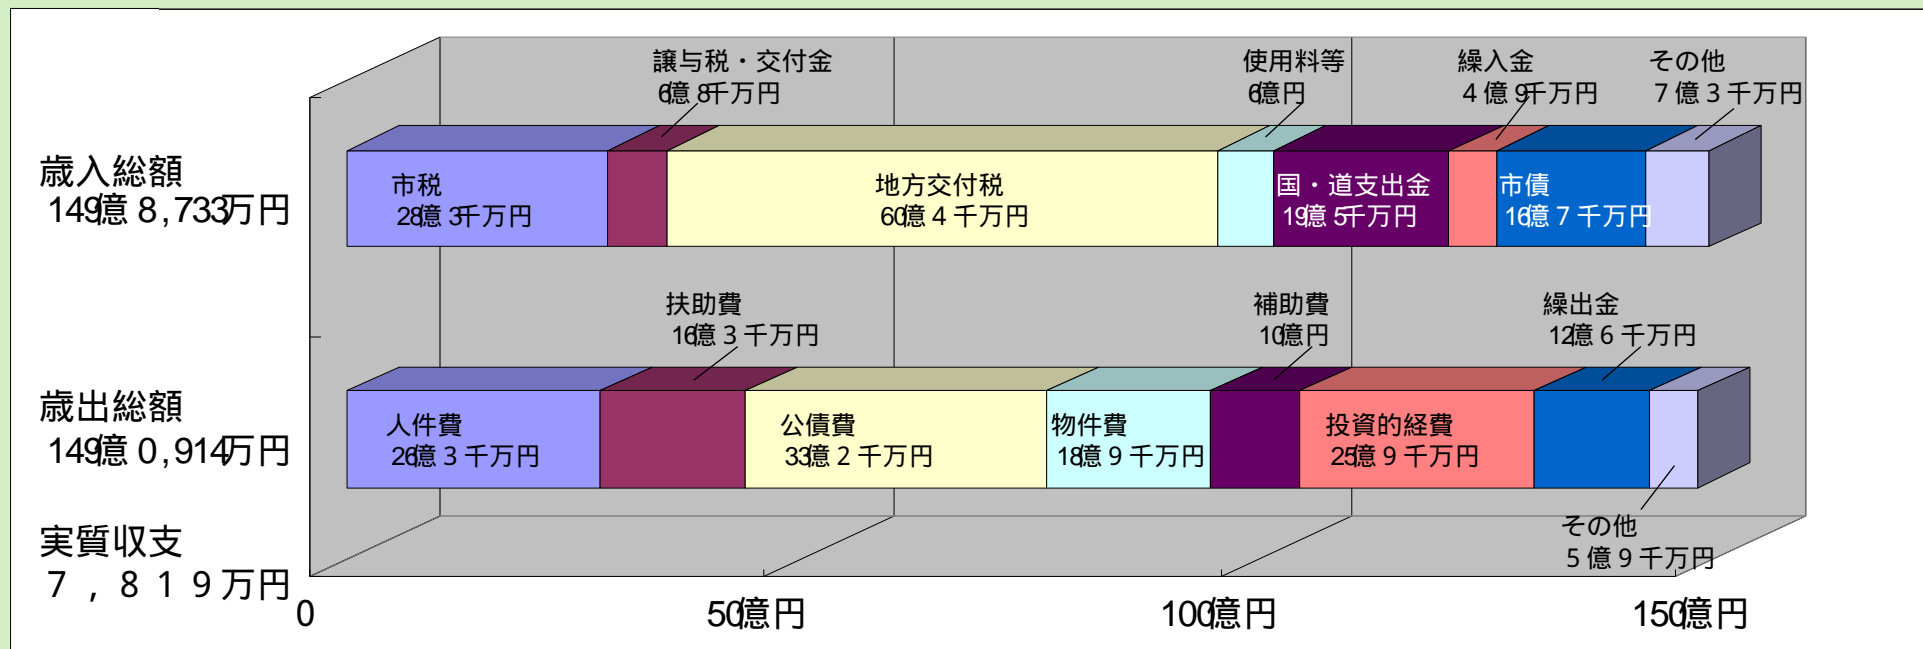 譲与税・交付金
6億8千万円
使用料等
6億円
繰入金
4億9千万円
その他
7億3千万円
歳入総額
149億8,733万円
市税
28億3千万円
地方交付税
60億4千万円
国・道支出金
19億5千万円
市債
16億7千万円
扶助費
16億3千万円
補助費
10億円
繰出金
12億6千万円
歳出総額
149億0,914万円
人件費
26億3千万円
公債費
33億2千万円
物件費
18億9千万円
投資的経費
25億9千万円
その他
5億9千万円
実質収支
7,819万円
0
50億円
100億円
150億円